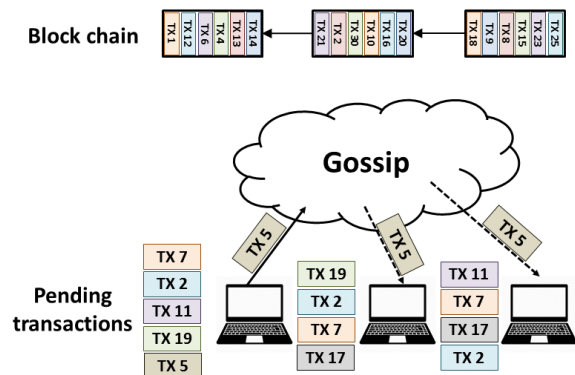 Block chain
TX 1
TX 12
TX 6
TX 4
TX 13
TX 14
TX 21
TX 2
TX 30
TX 10
TX 16
TX 20
TX 18
TX 9
TX 8
TX 15
TX 23
TX 25
Gossip
TX 5
TX 5
TX 5
Pending
transactions
TX 7
TX 2
TX 11
TX 19
TX 5
TX 19
TX 2
TX 7
TX 17
TX 11
TX 7
TX 17
TX 2